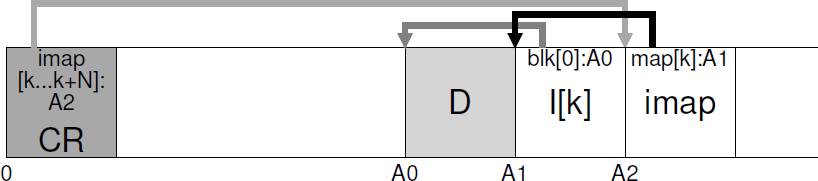 imap
[k...k+N]:
A2
CR
D
blk[0]:A0
I[k]
map[k]:A1
imap
0
A0
A1
A2